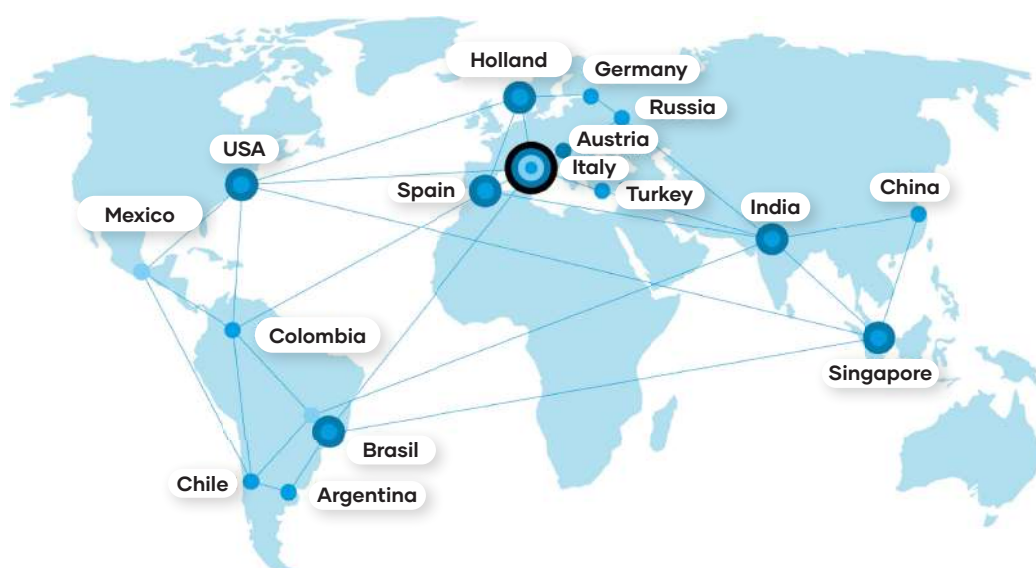 Holland
Germany
Russia
USA
Austria
Italy
Spain
Turkey
China
Mexico
India
Colombia
Singapore
Brasil
Chile
Argentina